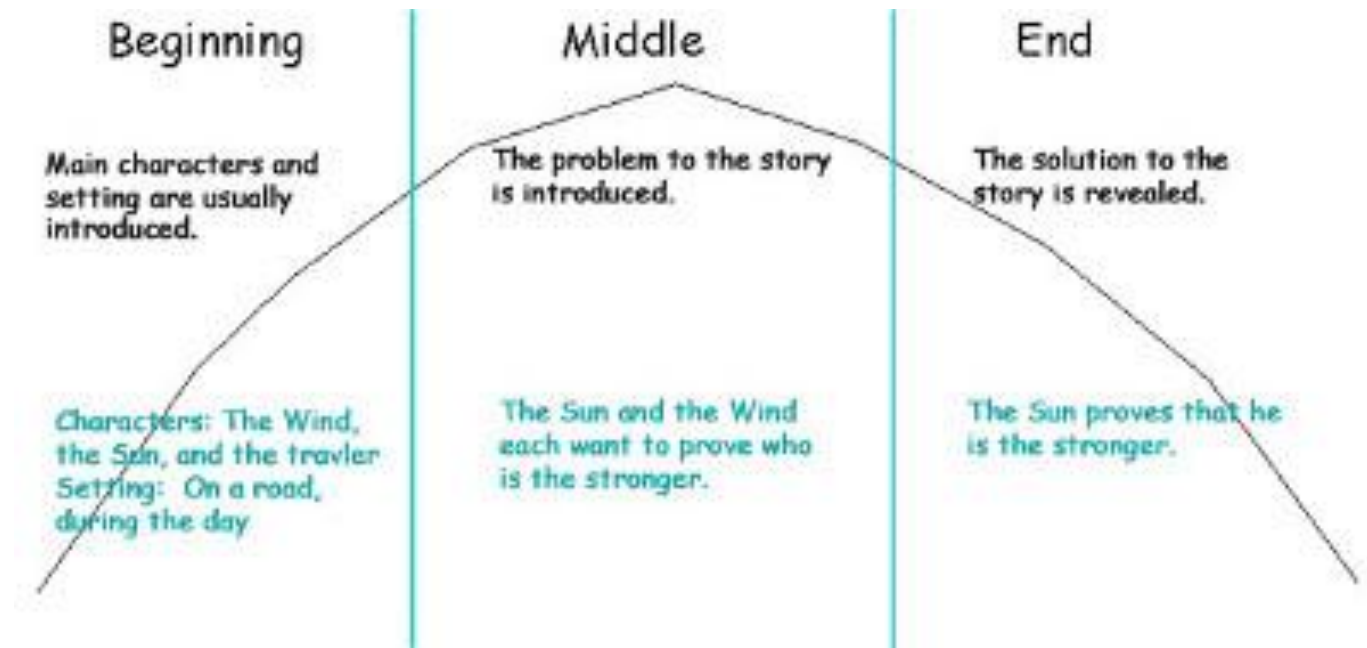 Beginning
Main characters and
setting are usually
introduced.
Characters: The Wind,
the Sun, and the travler
Setting: On a road,
during the day
Middle
The problem to the story
is introduced.
The Sun and the Wind
each want to prove who
is the stronger.
End
The solution to the
story is revealed.
The Sun proves that he
is the stronger.